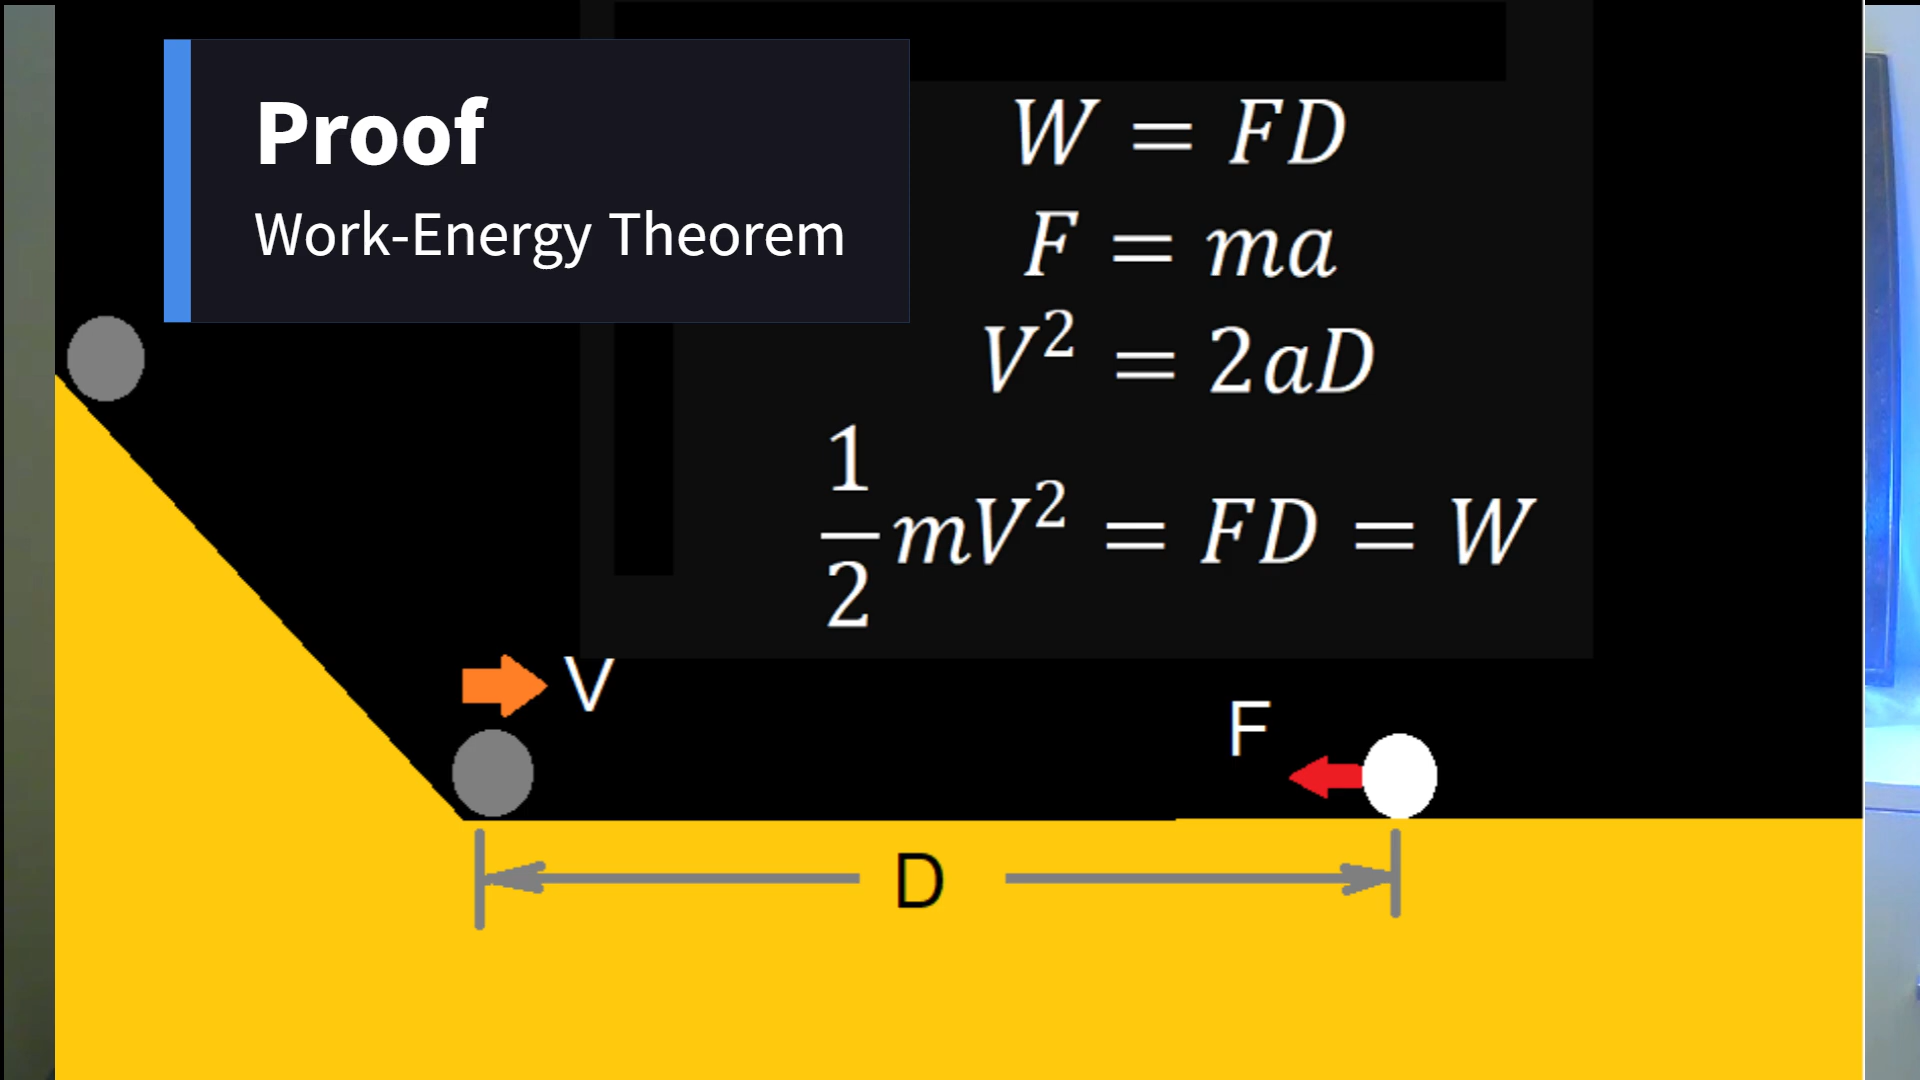 Proof
Work-Energy Theorem
W = FD
F = ma
V² = 2aD
1/2 mV² = FD = W
V
F
D